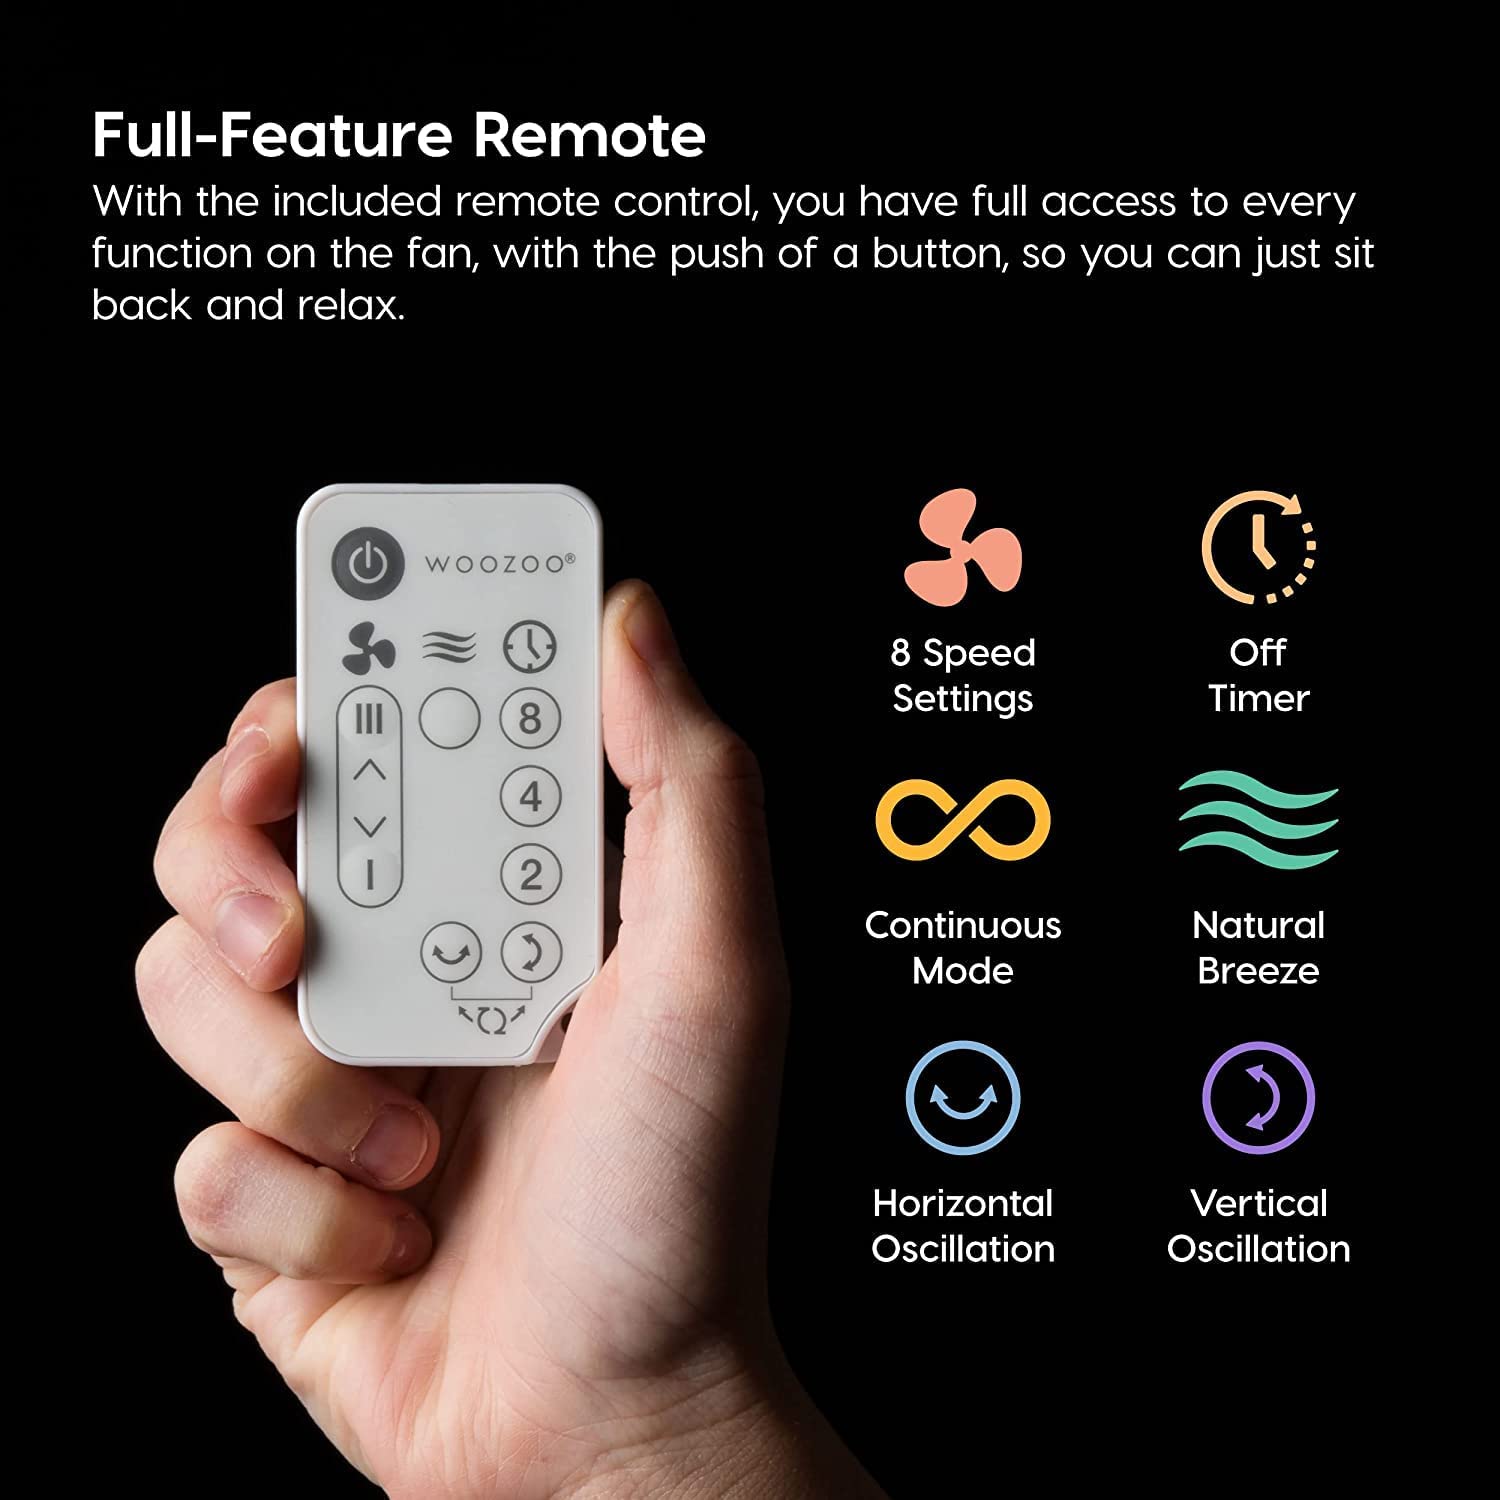 Full-Feature Remote
With the included remote control, you have full access to every
function on the fan, with the push of a button, so you can just sit
back and relax.
WOOZOO®
8
4
2
8 Speed
Settings
Off
Timer
Continuous
Mode
Natural
Breeze
Horizontal
Oscillation
Vertical
Oscillation